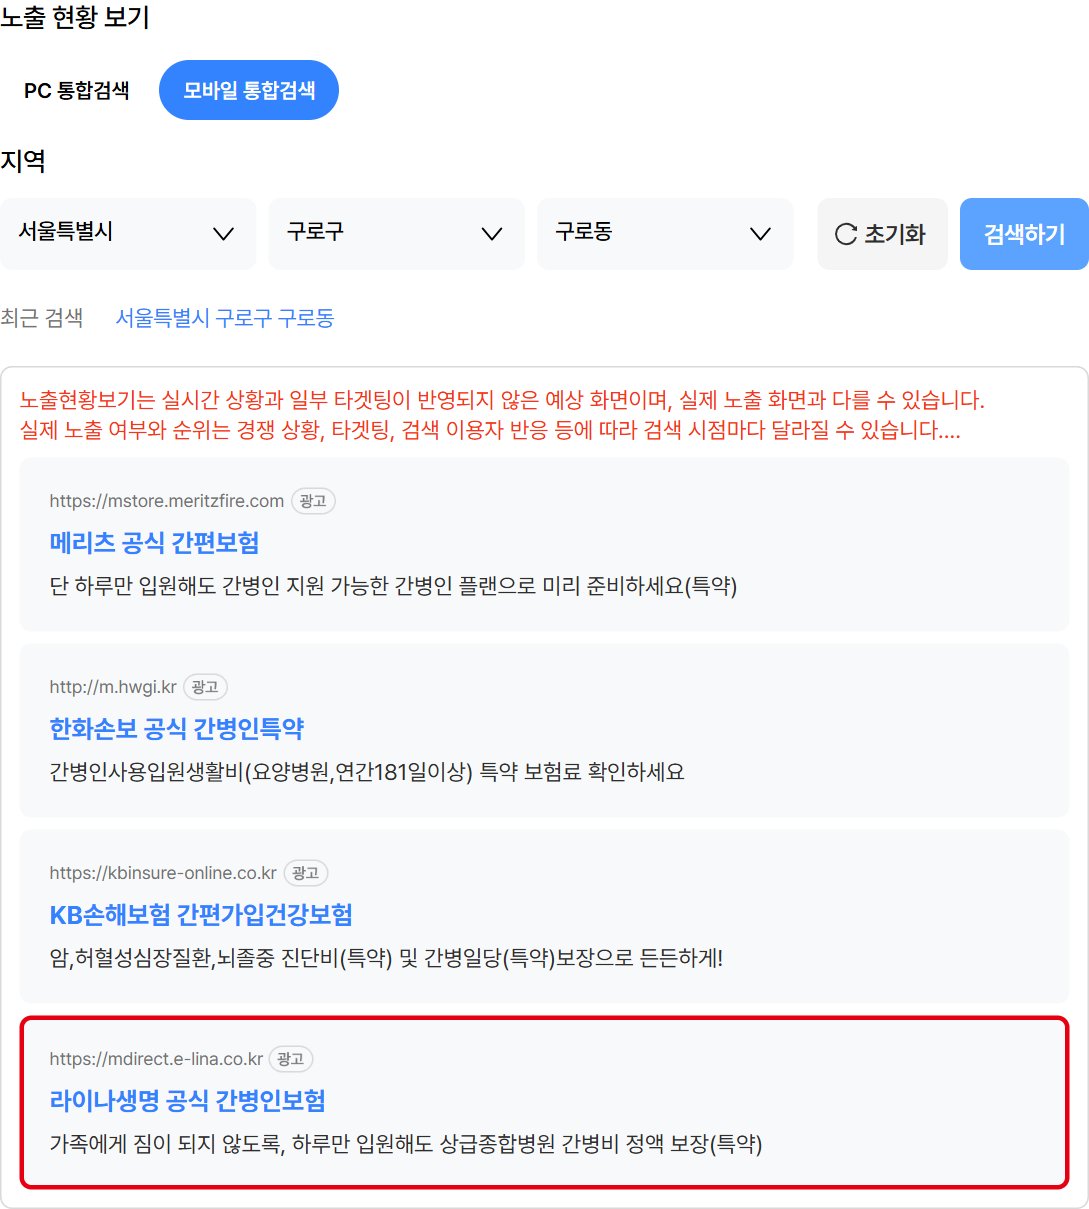 노출 현황 보기
PC 통합검색
모바일 통합검색
지역
서울특별시
구로구
구로동
초기화
검색하기
최근 검색
서울특별시 구로구 구로동
노출현황보기는 실시간 상황과 일부 타겟팅이 반영되지 않은 예상 화면이며, 실제 노출 화면과 다를 수 있습니다.
실제 노출 여부와 순위는 경쟁 상황, 타겟팅, 검색 이용자 반응 등에 따라 검색 시점마다 달라질 수 있습니다....
https://mstore.meritzfire.com 광고
메리츠 공식 간편보험
단 하루만 입원해도 간병인 지원 가능한 간병인 플랜으로 미리 준비하세요(특약)
http://m.hwgi.kr 광고
한화손보 공식 간병인특약
간병인사용입원생활비(요양병원,연간181일이상) 특약 보험료 확인하세요
https://kbinsure-online.co.kr 광고
KB손해보험 간편가입건강보험
암,허혈성심장질환,뇌졸중 진단비(특약) 및 간병일당(특약)보장으로 든든하게!
https://mdirect.e-lina.co.kr 광고
라이나생명 공식 간병인보험
가족에게 짐이 되지 않도록, 하루만 입원해도 상급종합병원 간병비 정액 보장(특약)